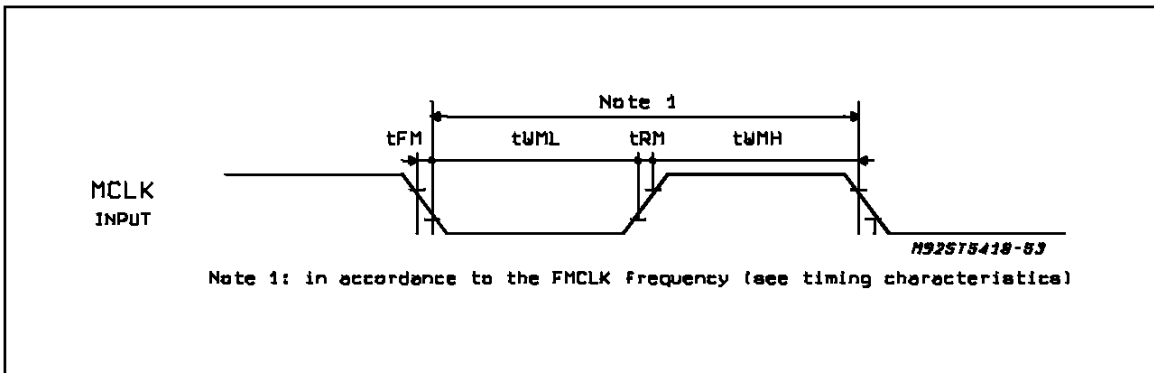 Note 1
tFM tWML tRM tWMH
MCLK
INPUT
M92ST5418-53
Note 1: in accordance to the FMCLK frequency (see timing characteristics)